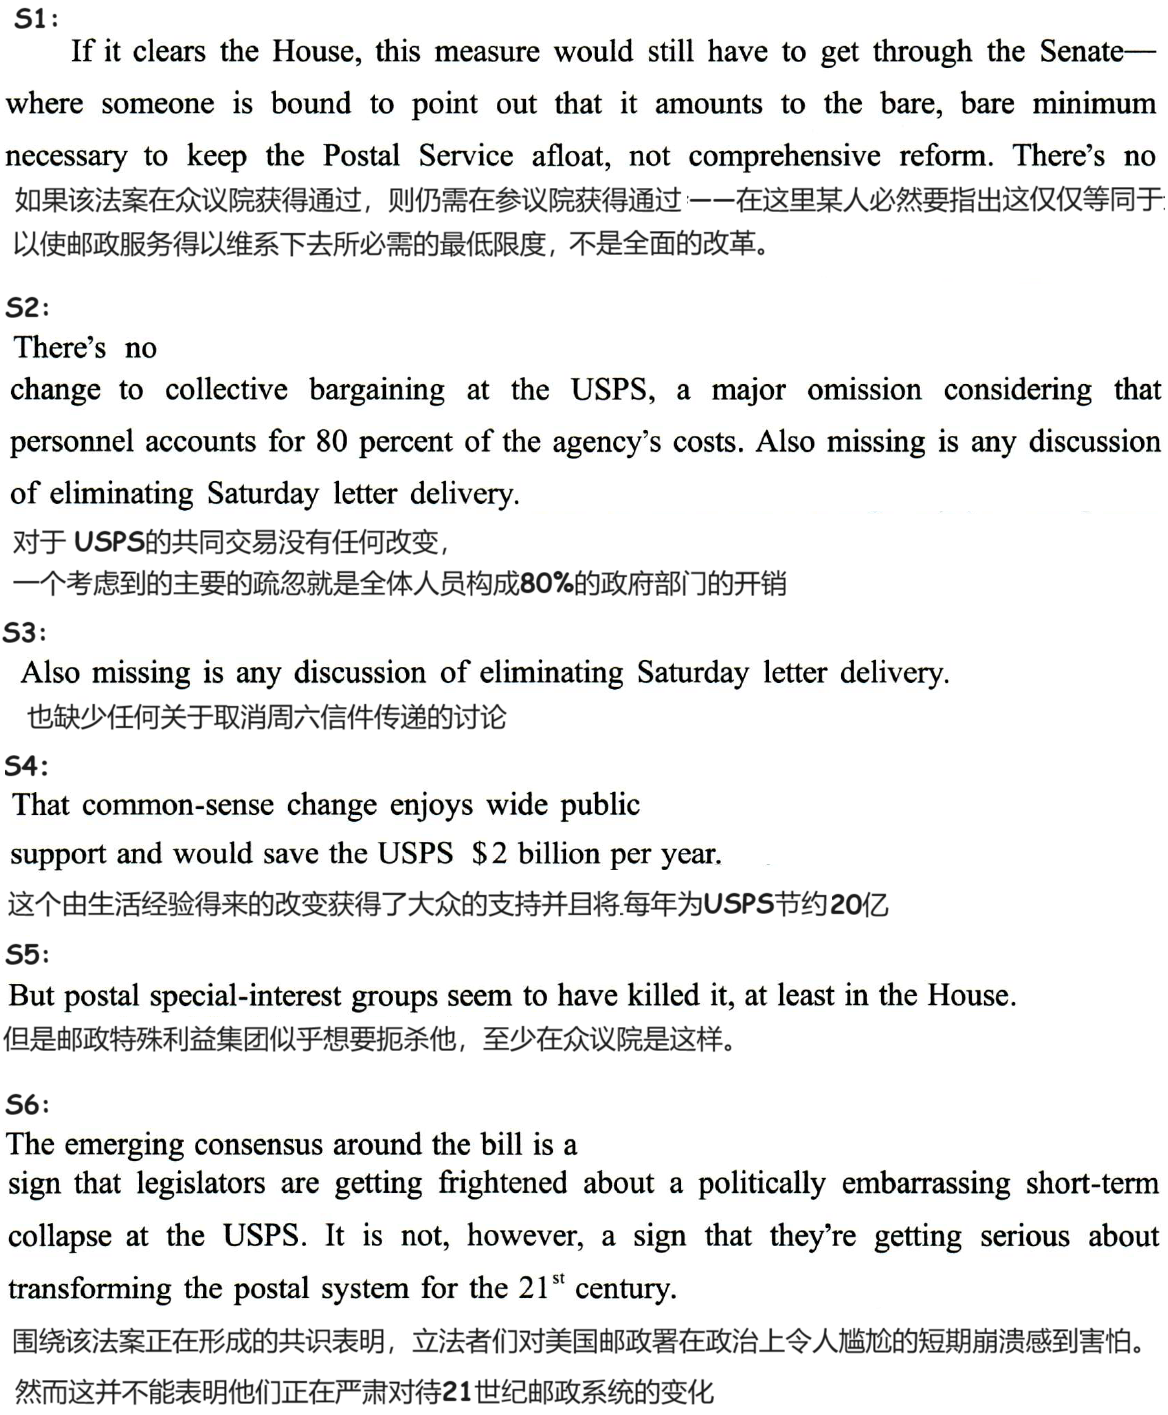 S1:
If it clears the House, this measure would still have to get through the Senate—
where someone is bound to point out that it amounts to the bare, bare minimum
necessary to keep the Postal Service afloat, not comprehensive reform. There's no
如果该法案在众议院获得通过，则仍需在参议院获得通过——在这里某人必然要指出这仅仅等同于
以使邮政服务得以维系下去所必需的最低限度，不是全面的改革。
S2:
There's no
change to collective bargaining at the USPS, a major omission considering that
personnel accounts for 80 percent of the agency's costs. Also missing is any discussion
of eliminating Saturday letter delivery.
对于 USPS的共同交易没有任何改变，
一个考虑到的主要的疏忽就是全体人员构成80%的政府部门的开销
S3:
Also missing is any discussion of eliminating Saturday letter delivery.
也缺少任何关于取消周六信件传递的讨论
S4:
That common-sense change enjoys wide public
support and would save the USPS $2 billion per year.
这个由生活经验得来的改变获得了大众的支持并且将.每年为USPS节约20亿
S5:
But postal special-interest groups seem to have killed it, at least in the House.
但是邮政特殊利益集团似乎想要扼杀他，至少在众议院是这样。
S6:
The emerging consensus around the bill is a
sign that legislators are getting frightened about a politically embarrassing short-term
collapse at the USPS. It is not, however, a sign that they're getting serious about
transforming the postal system for the 21st century.
围绕该法案正在形成的共识表明，立法者们对美国邮政署在政治上令人尴尬的短期崩溃感到害怕。
然而这并不能表明他们正在严肃对待21世纪邮政系统的变化